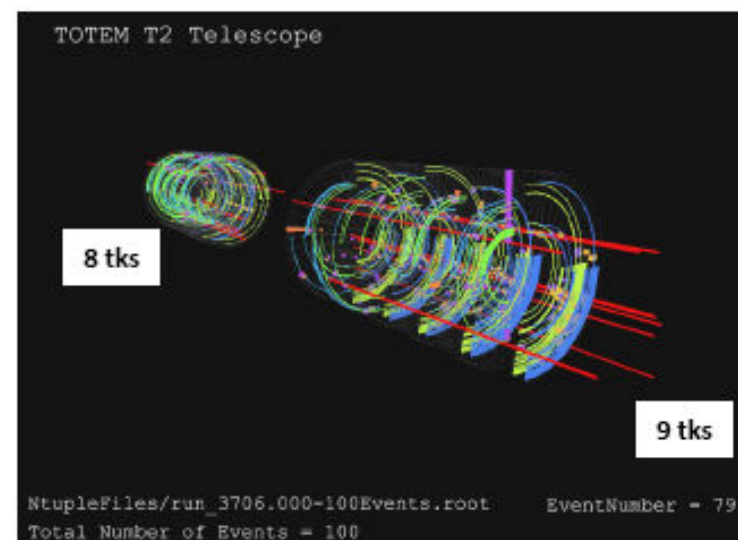 TOTEM T2 Telescope
8 tks
9 tks
NtupleFiles/run_3706.000-100Events.root EventNumber = 79
Total Number of Events = 100